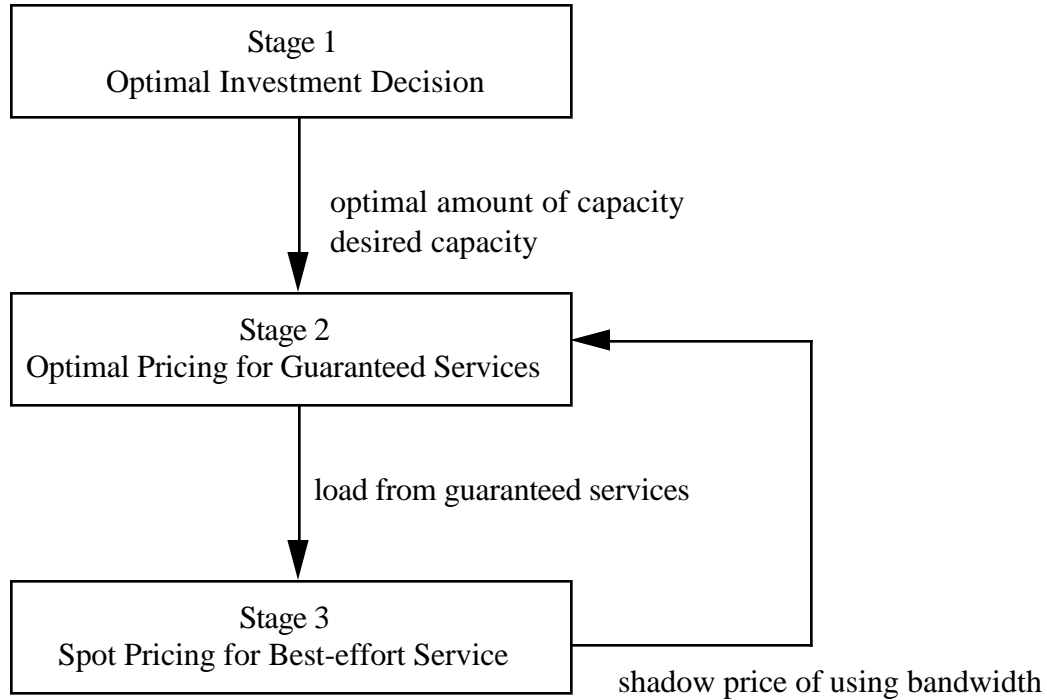 Stage 1
Optimal Investment Decision
optimal amount of capacity
desired capacity
Stage 2
Optimal Pricing for Guaranteed Services
load from guaranteed services
Stage 3
Spot Pricing for Best-effort Service
shadow price of using bandwidth